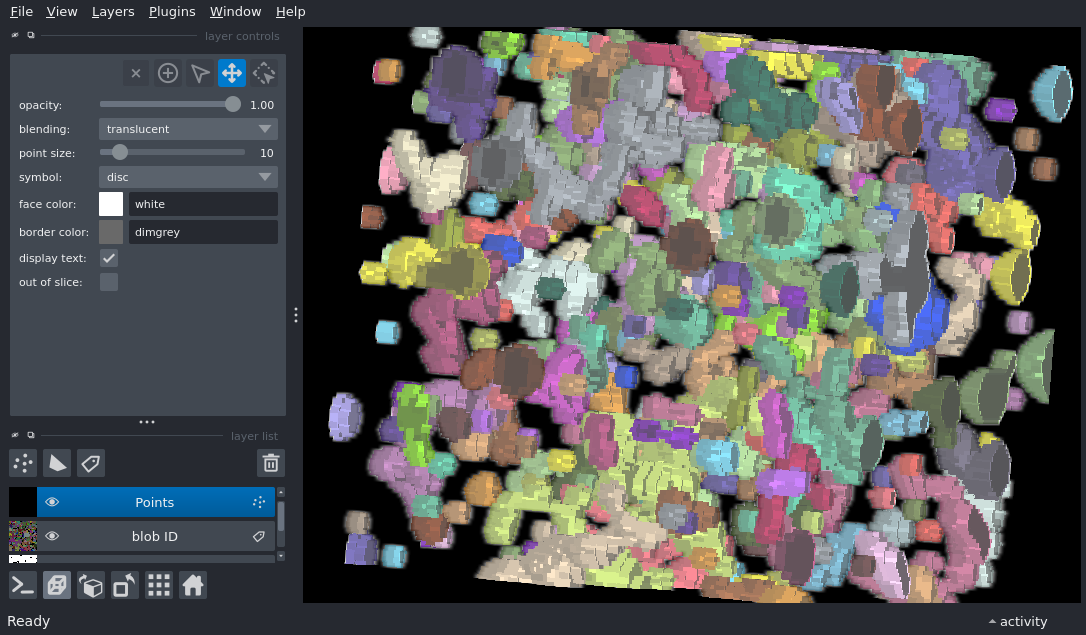 File View Layers Plugins Window Help
layer controls
opacity: 1.00
blending: translucent
point size: 10
symbol: disc
face color: white
border color: dimgrey
display text:
out of slice:
layer list
Points
blob ID
Ready
activity